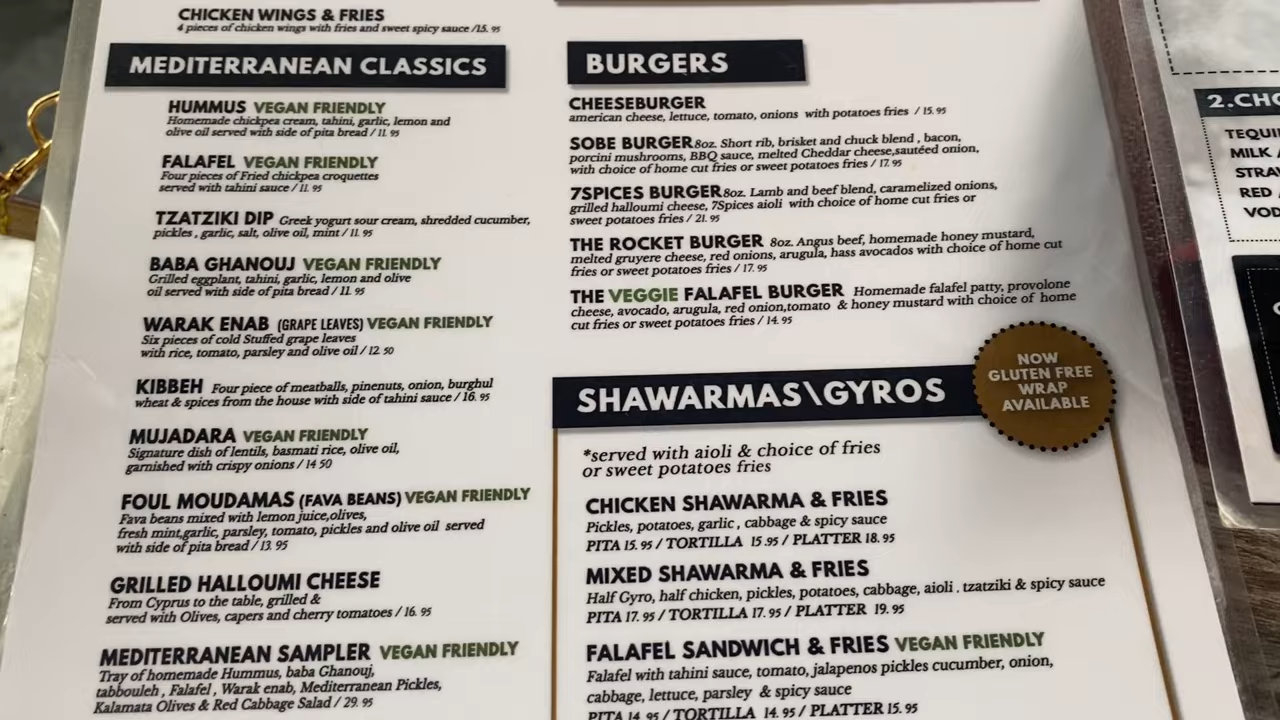 CHICKEN WINGS & FRIES
4 pieces of chicken wings with fries and sweet spicy sauce /15. 95
MEDITERRANEAN CLASSICS
HUMMUS VEGAN FRIENDLY
Homemade chickpea cream, tahini, garlic, lemon and
olive oil served with side of pita bread / 11. 95
FALAFEL VEGAN FRIENDLY
Four pieces of Fried chickpea croquettes
served with tahini sauce / 11. 95
TZATZIKI DIP Greek yogurt sour cream, shredded cucumber,
pickles , garlic, salt, olive oil, mint / 11. 95
BABA GHANOUJ VEGAN FRIENDLY
Grilled eggplant, tahini, garlic, lemon and olive
oil served with side of pita bread / 11. 95
WARAK ENAB (GRAPE LEAVES) VEGAN FRIENDLY
Six pieces of cold Stuffed grape leaves
with rice, tomato, parsley and olive oil / 12. 50
KIBBEH Four piece of meatballs, pinenuts, onion, burghul
wheat & spices from the house with side of tahini sauce / 16. 95
MUJADARA VEGAN FRIENDLY
Signature dish of lentils, basmati rice, olive oil,
garnished with crispy onions / 14 50
FOUL MOUDAMAS (FAVA BEANS) VEGAN FRIENDLY
Fava beans mixed with lemon juice,olives,
fresh mint,garlic, parsley, tomato, pickles and olive oil served
with side of pita bread / 13. 95
GRILLED HALLOUMI CHEESE
From Cyprus to the table, grilled &
served with Olives, capers and cherry tomatoes / 16. 95
MEDITERRANEAN SAMPLER VEGAN FRIENDLY
Tray of homemade Hummus, baba Ghanouj,
tabbouleh , Falafel , Warak enab, Mediterranean Pickles,
Kalamata Olives & Red Cabbage Salad / 29. 95
BURGERS
CHEESEBURGER
american cheese, lettuce, tomato, onions with potatoes fries / 15. 95
SOBE BURGER 8oz. Short rib, brisket and chuck blend , bacon,
porcini mushrooms, BBQ sauce, melted Cheddar cheese,sautéed onion,
with choice of home cut fries or sweet potatoes fries / 17. 95
7SPICES BURGER 8oz. Lamb and beef blend, caramelized onions,
grilled halloumi cheese, 7Spices aioli with choice of home cut fries or
sweet potatoes fries / 21. 95
THE ROCKET BURGER 8oz. Angus beef, homemade honey mustard,
melted gruyere cheese, red onions, arugula, hass avocados with choice of home cut
fries or sweet potatoes fries / 17. 95
THE VEGGIE FALAFEL BURGER Homemade falafel patty, provolone
cheese, avocado, arugula, red onion,tomato & honey mustard with choice of home
cut fries or sweet potatoes fries / 14.95
SHAWARMAS\GYROS
NOW
GLUTEN FREE
WRAP
AVAILABLE
*served with aioli & choice of fries
or sweet potatoes fries
CHICKEN SHAWARMA & FRIES
Pickles, potatoes, garlic , cabbage & spicy sauce
PITA 15. 95 / TORTILLA 15 .95 / PLATTER 18. 95
MIXED SHAWARMA & FRIES
Half Gyro, half chicken, pickles, potatoes, cabbage, aioli . tzatziki & spicy sauce
PITA 17. 95 / TORTILLA 17. 95 / PLATTER 19. 95
FALAFEL SANDWICH & FRIES VEGAN FRIENDLY
Falafel with tahini sauce, tomato, jalapenos pickles cucumber, onion,
cabbage, lettuce, parsley & spicy sauce
PITA 14. 95 / TORTILLA 14. 95 / PLATTER 15. 95
2.CHO
TEQUI
MILK
STRA
RED
VOD